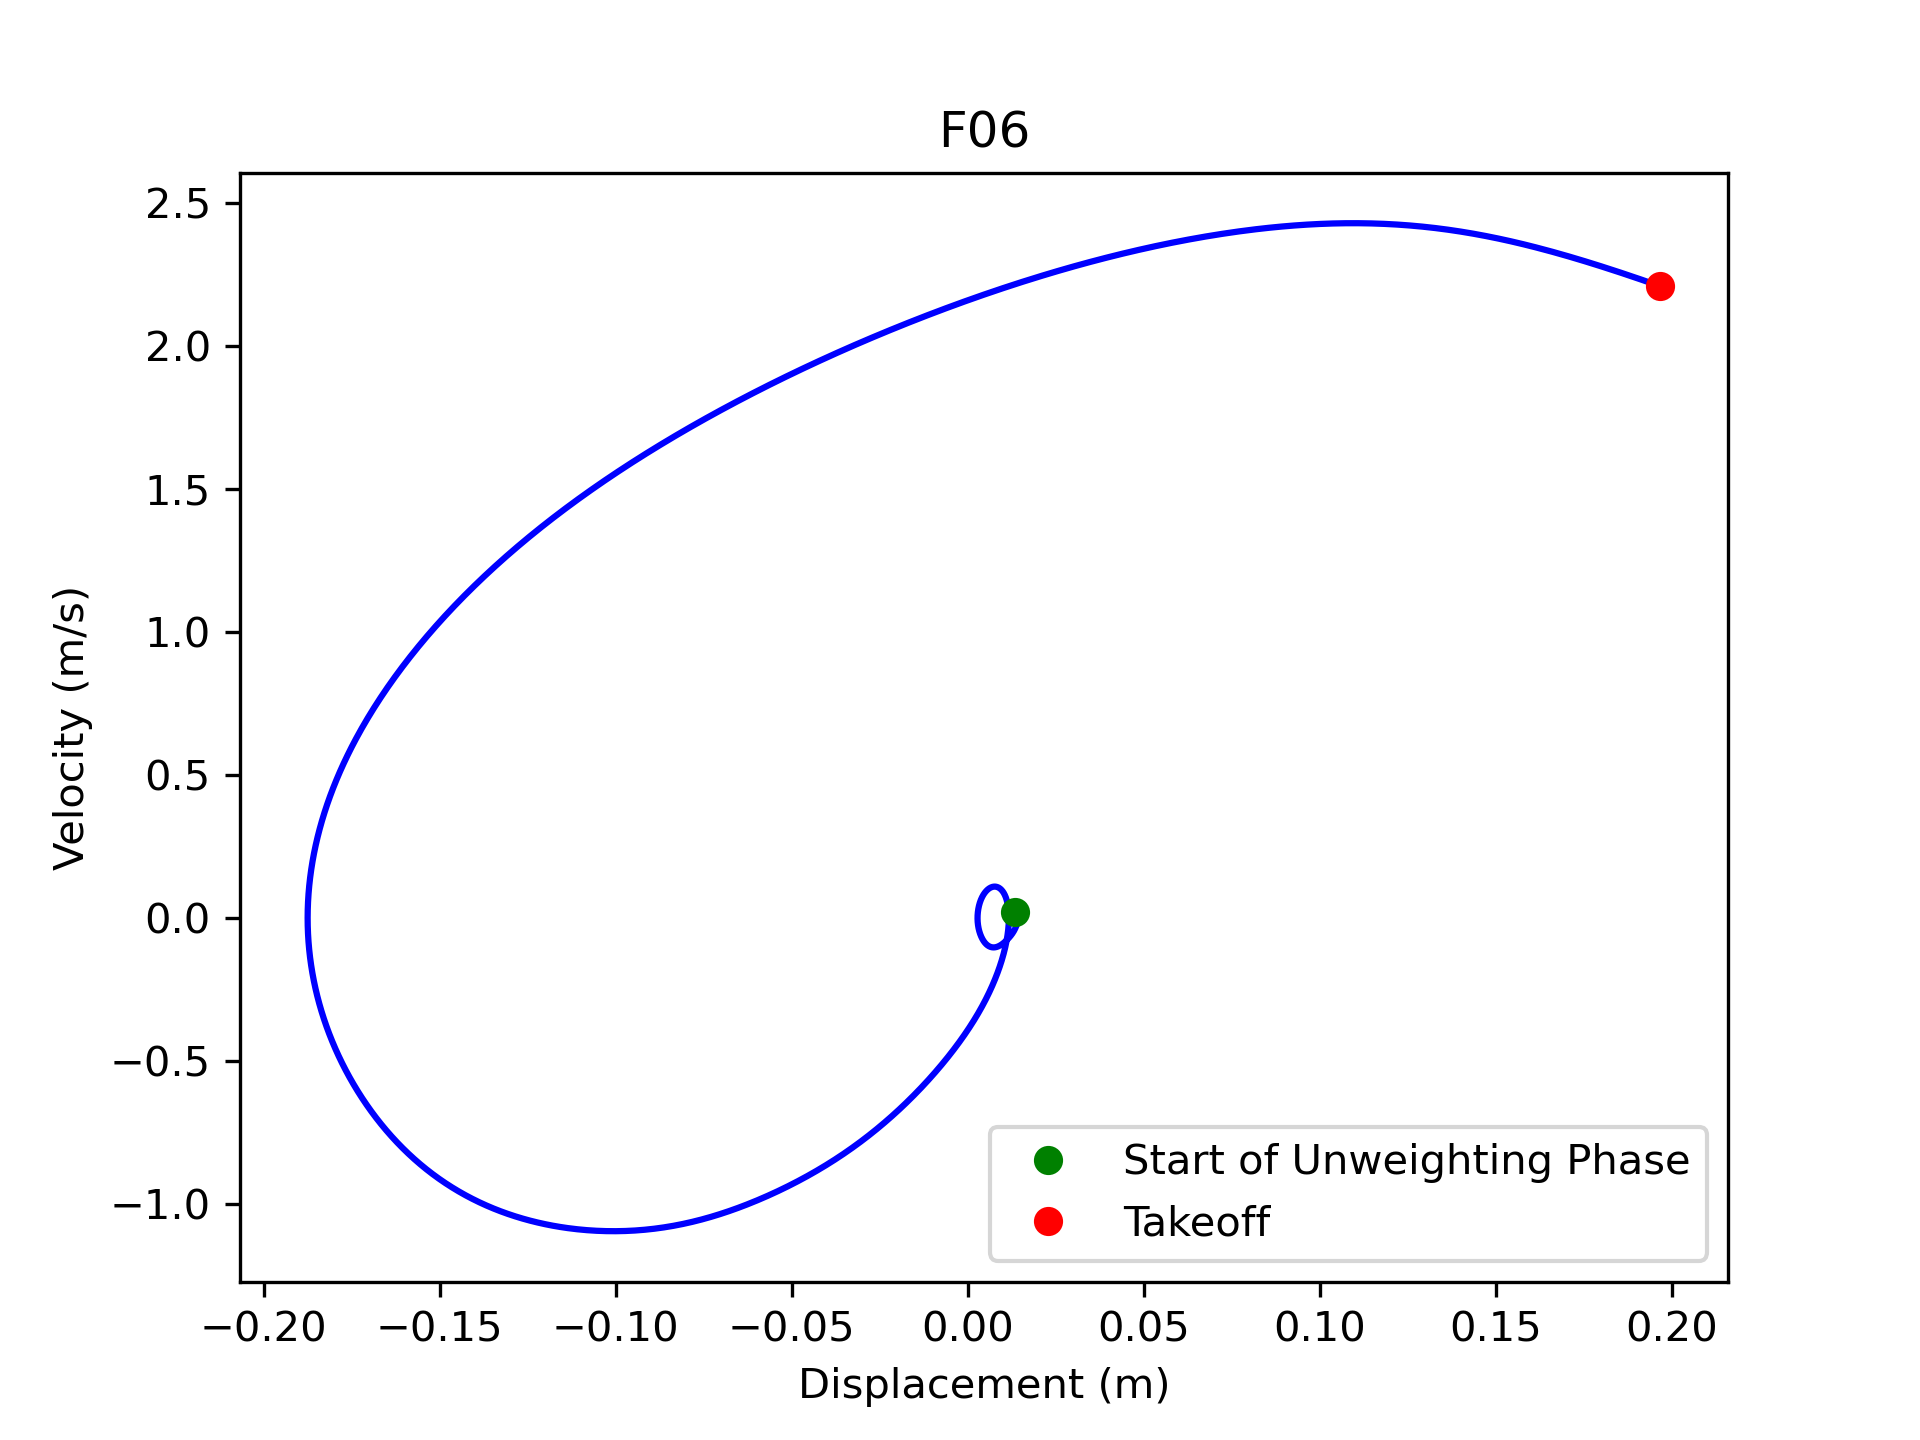 F06
2.5
2.0
1.5
1.0
0.5
0.0
−0.5
−1.0
Velocity (m/s)
Start of Unweighting Phase
Takeoff
−0.20 −0.15 −0.10 −0.05 0.00 0.05 0.10 0.15 0.20
Displacement (m)